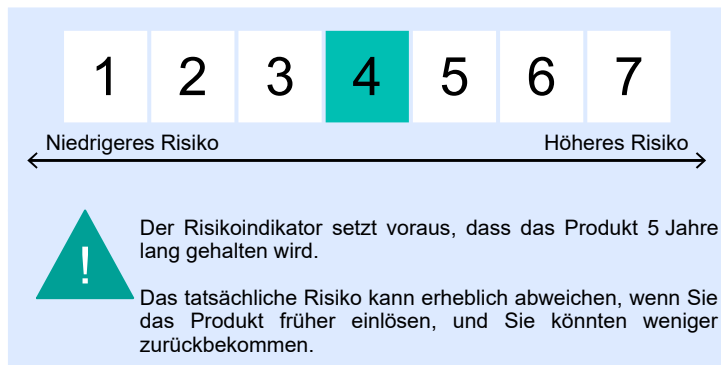 1 2 3 4 5 6 7
Niedrigeres Risiko Höheres Risiko
!
Der Risikoindikator setzt voraus, dass das Produkt 5 Jahre
lang gehalten wird.
Das tatsächliche Risiko kann erheblich abweichen, wenn Sie
das Produkt früher einlösen, und Sie könnten weniger
zurückbekommen.